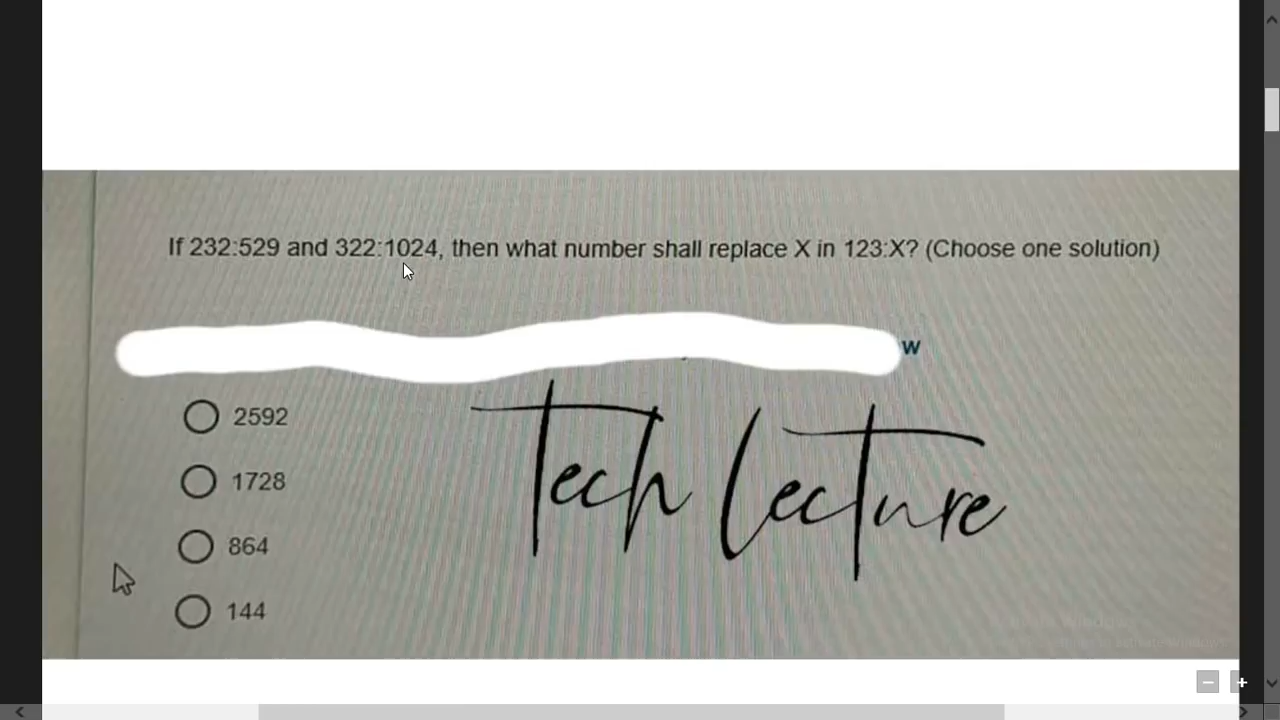 If 232:529 and 322:1024, then what number shall replace X in 123:X? (Choose one solution)
w
2592
1728
864
144
Tech Lecture